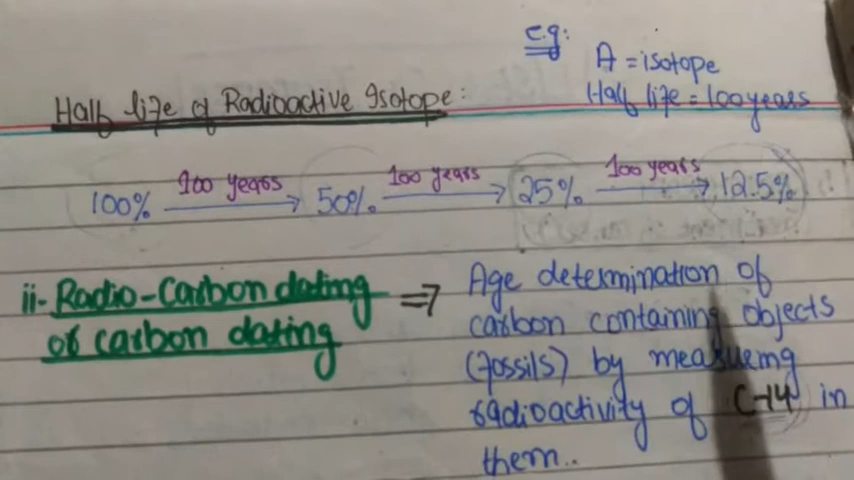 e.g:
A = isotope
Half life = 100 years
Half life of Radioactive Isotope:
100% 100 years → 50% 100 years → 25% 100 years → 12.5%
ii- Radio-Carbon dating ⇒
or carbon dating
Age determination of
carbon containing objects
(fossils) by measuring
radioactivity of C-14 in
them..